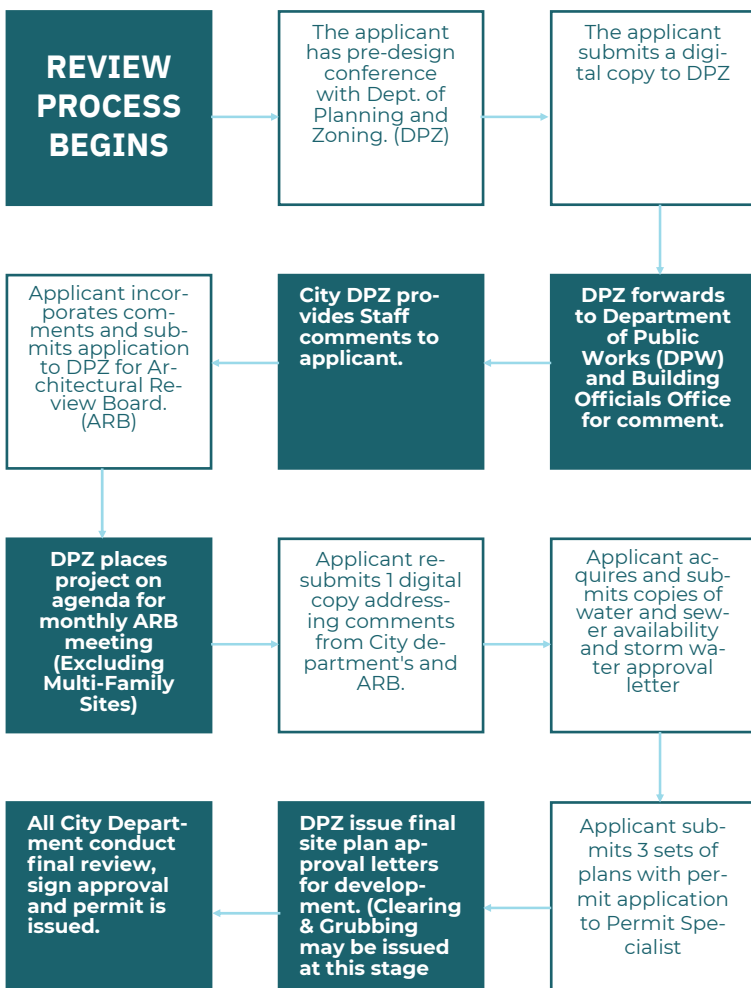 REVIEW
PROCESS
BEGINS
The applicant
has pre-design
conference
with Dept. of
Planning and
Zoning. (DPZ)
The applicant
submits a digi-
tal copy to DPZ
DPZ forwards
to Department
of Public
Works (DPW)
and Building
Officials Office
for comment.
City DPZ pro-
vides Staff
comments to
applicant.
Applicant incor-
porates com-
ments and sub-
mits application
to DPZ for Ar-
chitectural Re-
view Board.
(ARB)
DPZ places
project on
agenda for
monthly ARB
meeting
(Excluding
Multi-Family
Sites)
Applicant re-
submits 1 digital
copy address-
ing comments
from City de-
partment's and
ARB.
Applicant ac-
quires and sub-
mits copies of
water and sew-
er availability
and storm wa-
ter approval
letter
Applicant sub-
mits 3 sets of
plans with per-
mit application
to Permit Spe-
cialist
DPZ issue final
site plan ap-
proval letters
for develop-
ment. (Clearing
& Grubbing
may be issued
at this stage
All City Depart-
ment conduct
final review,
sign approval
and permit is
issued.